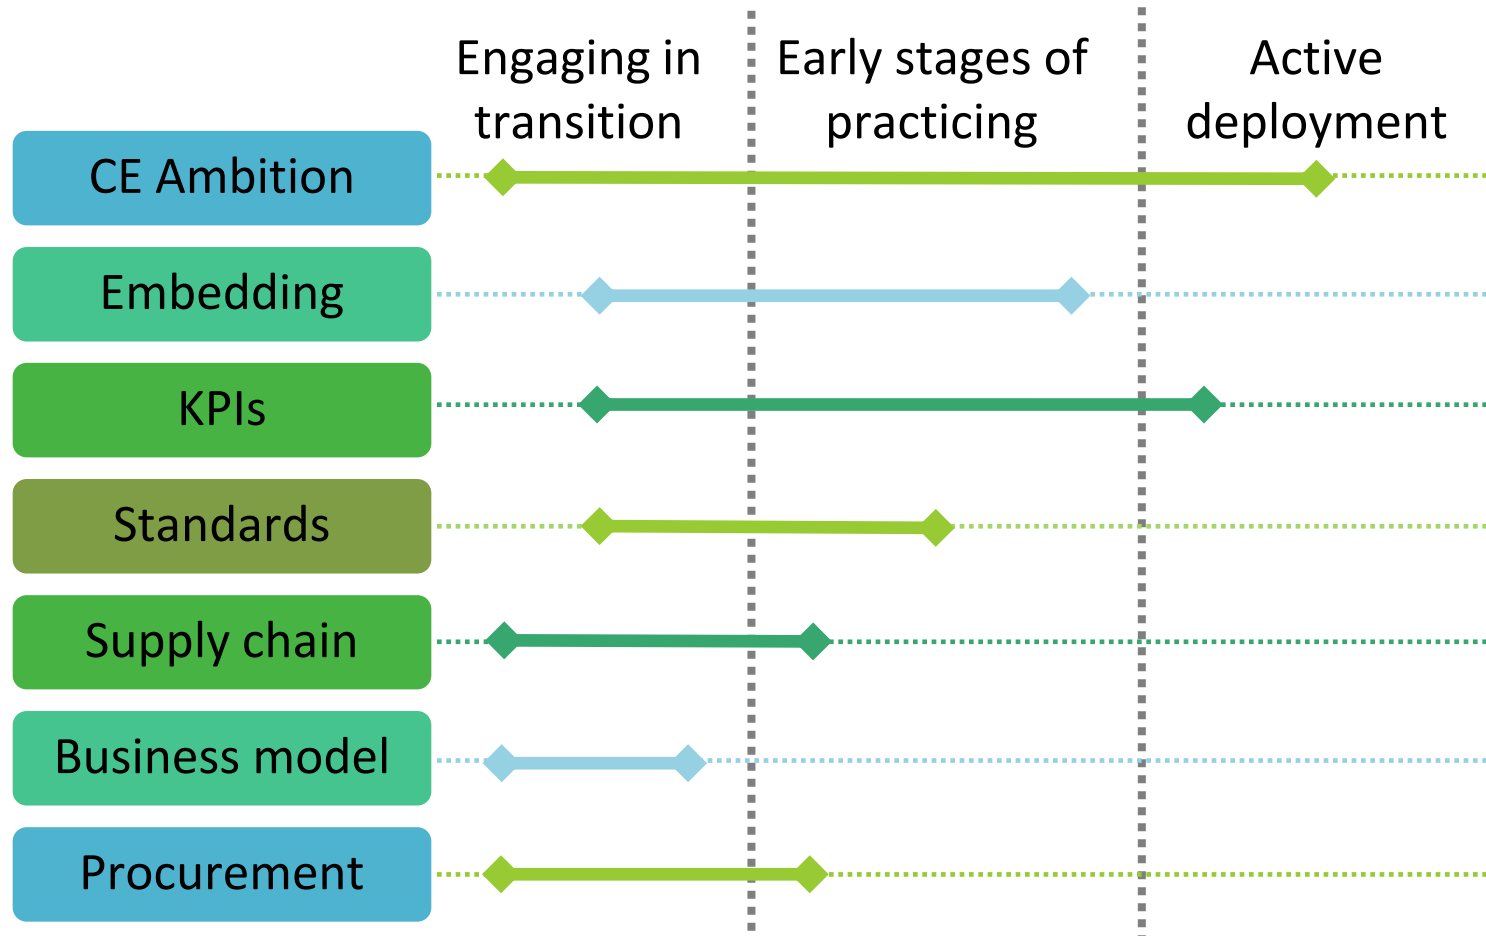 Engaging in
transition
Early stages of
practicing
Active
deployment
CE Ambition
Embedding
KPIs
Standards
Supply chain
Business model
Procurement